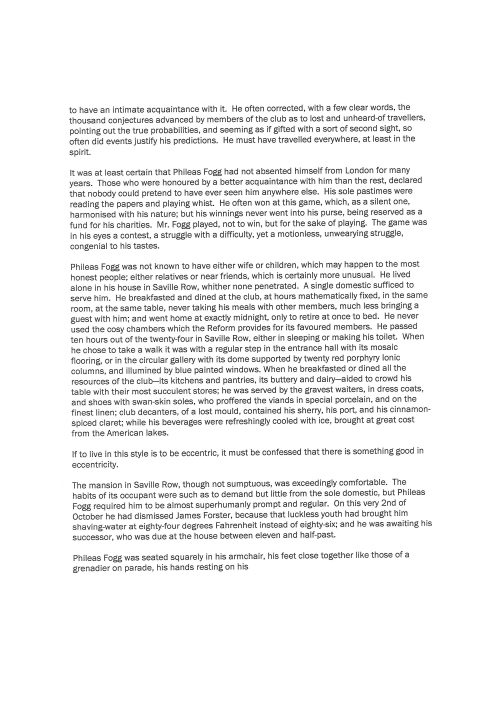 to have an intimate acquaintance with it.  He often corrected, with a few clear words, the
thousand conjectures advanced by members of the club as to lost and unheard-of travellers,
pointing out the true probabilities, and seeming as if gifted with a sort of second sight, so
often did events justify his predictions.  He must have travelled everywhere, at least in the
spirit.

It was at least certain that Phileas Fogg had not absented himself from London for many
years.  Those who were honoured by a better acquaintance with him than the rest, declared
that nobody could pretend to have ever seen him anywhere else.  His sole pastimes were
reading the papers and playing whist.  He often won at this game, which, as a silent one,
harmonised with his nature; but his winnings never went into his purse, being reserved as a
fund for his charities.  Mr. Fogg played, not to win, but for the sake of playing.  The game was
in his eyes a contest, a struggle with a difficulty, yet a motionless, unwearying struggle,
congenial to his tastes.

Phileas Fogg was not known to have either wife or children, which may happen to the most
honest people; either relatives or near friends, which is certainly more unusual.  He lived
alone in his house in Saville Row, whither none penetrated.  A single domestic sufficed to
serve him.  He breakfasted and dined at the club, at hours mathematically fixed, in the same
room, at the same table, never taking his meals with other members, much less bringing a
guest with him; and went home at exactly midnight, only to retire at once to bed.  He never
used the cosy chambers which the Reform provides for its favoured members.  He passed
ten hours out of the twenty-four in Saville Row, either in sleeping or making his toilet.  When
he chose to take a walk it was with a regular step in the entrance hall with its mosaic
flooring, or in the circular gallery with its dome supported by twenty red porphyry Ionic
columns, and illumined by blue painted windows. When he breakfasted or dined all the
resources of the club—its kitchens and pantries, its buttery and dairy—aided to crowd his
table with their most succulent stores; he was served by the gravest waiters, in dress coats,
and shoes with swan-skin soles, who proffered the viands in special porcelain, and on the
finest linen; club decanters, of a lost mould, contained his sherry, his port, and his cinnamon-
spiced claret; while his beverages were refreshingly cooled with ice, brought at great cost
from the American lakes.

If to live in this style is to be eccentric, it must be confessed that there is something good in
eccentricity.

The mansion in Saville Row, though not sumptuous, was exceedingly comfortable.  The
habits of its occupant were such as to demand but little from the sole domestic, but Phileas
Fogg required him to be almost superhumanly prompt and regular.  On this very 2nd of
October he had dismissed James Forster, because that luckless youth had brought him
shaving-water at eighty-four degrees Fahrenheit instead of eighty-six; and he was awaiting his
successor, who was due at the house between eleven and half-past.

Phileas Fogg was seated squarely in his armchair, his feet close together like those of a
grenadier on parade, his hands resting on his